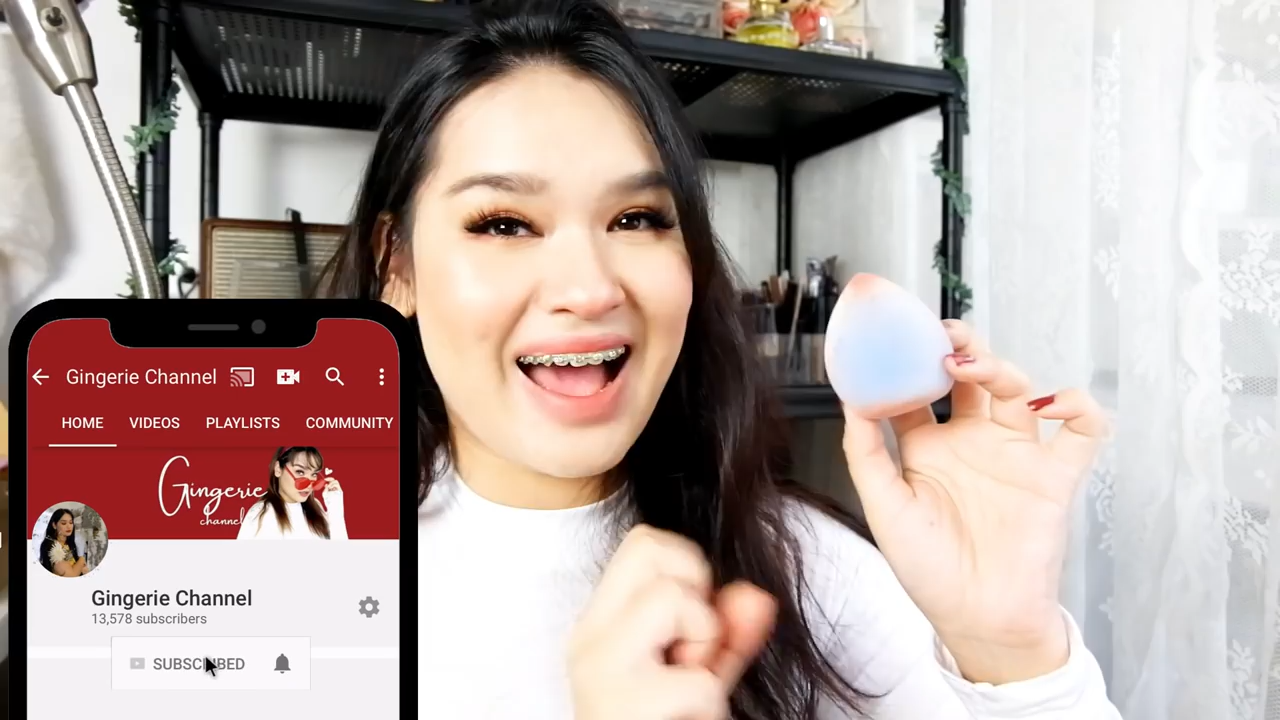 Gingerie Channel
HOME VIDEOS PLAYLISTS COMMUNITY
Gingerie
channel
Gingerie Channel
13,578 subscribers
SUBSCRIBED